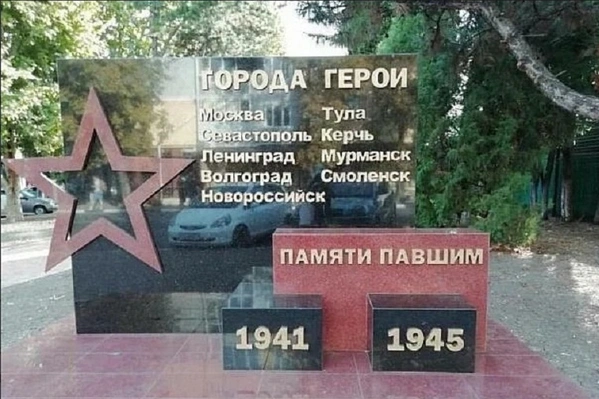 ГОРОДА ГЕРОИ
Москва Тула
Севастополь Керчь
Ленинград Мурманск
Волгоград Смоленск
Новороссийск
ПАМЯТИ ПАВШИМ
1941 1945